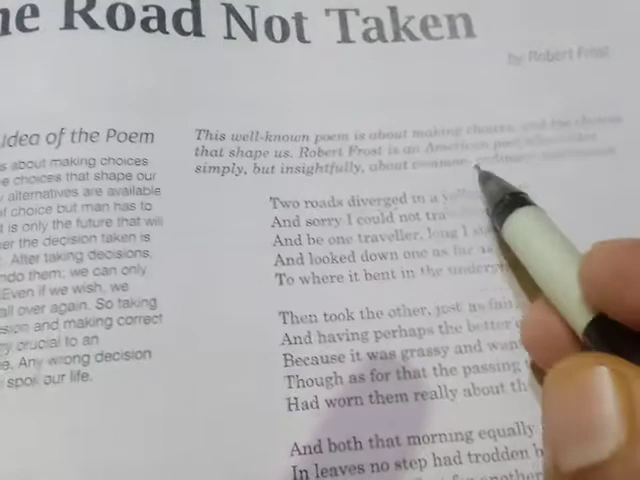 he Road Not Taken
by Robert Frost
Idea of the Poem
s about making choices
e choices that shape our
alternatives are available
of choice but man has to
t is only the future that will
er the decision taken is
. After taking decisions,
ndo them; we can only
Even if we wish, we
all over again. So taking
sion and making correct
y crucial to an
e. Any wrong decision
spoil our life.
This well-known poem is about making choices, and the choices
that shape us. Robert Frost is an American poet
simply, but insightfully, about common
Two roads diverged in a
And sorry I could not tra
And be one traveller, long I
And looked down one as far as
To where it bent in the
Then took the other, just as fair,
And having perhaps the better
Because it was grassy and
Though as for that the passing
Had worn them really about th
And both that morning equally
In leaves no step had trodden b